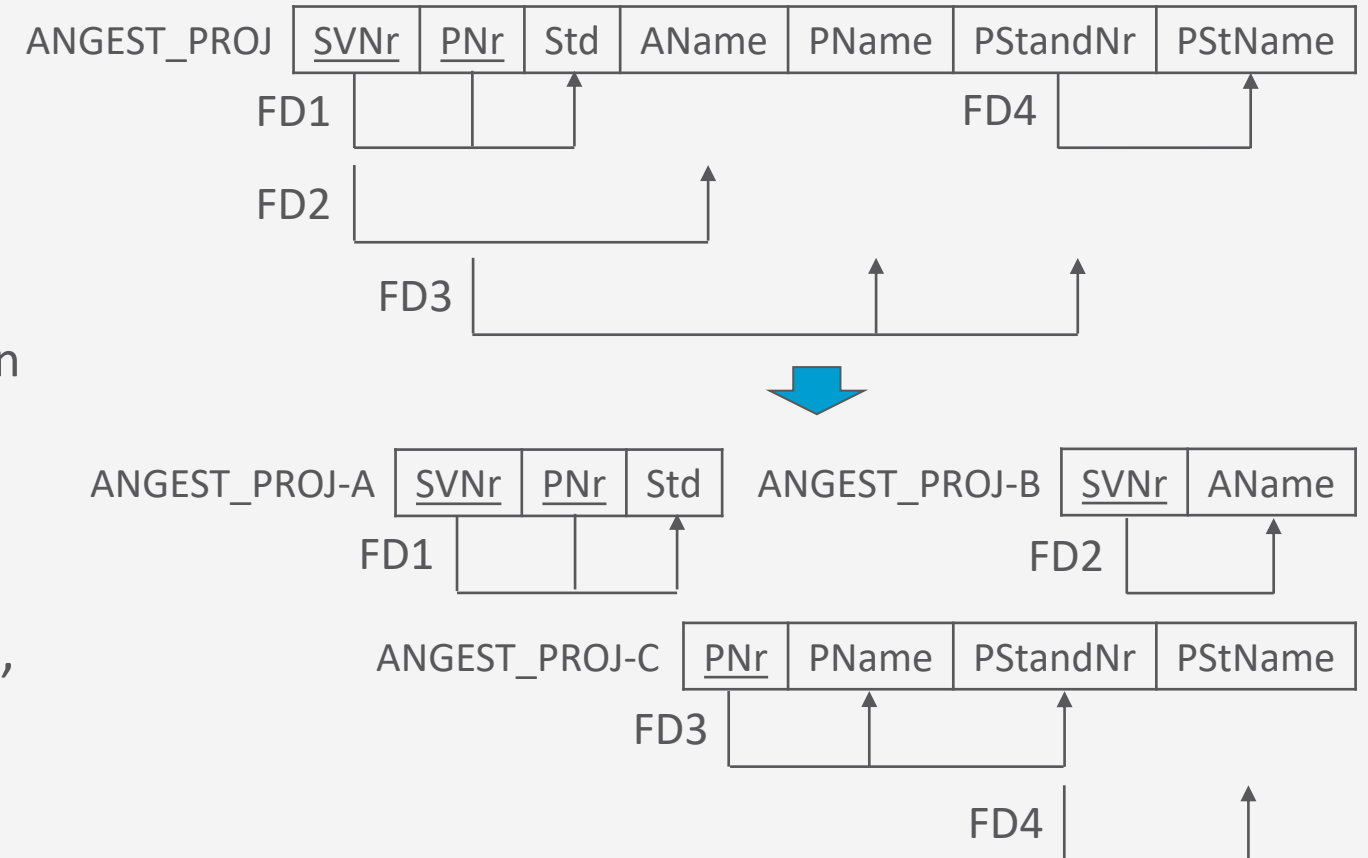 ANGEST_PROJ SVNr PNr Std AName PName PStandNr PStName
FD1 FD4
FD2
FD3
n
ANGEST_PROJ-A SVNr PNr Std ANGEST_PROJ-B SVNr AName
FD1 FD2
,
ANGEST_PROJ-C PNr PName PStandNr PStName
FD3
FD4